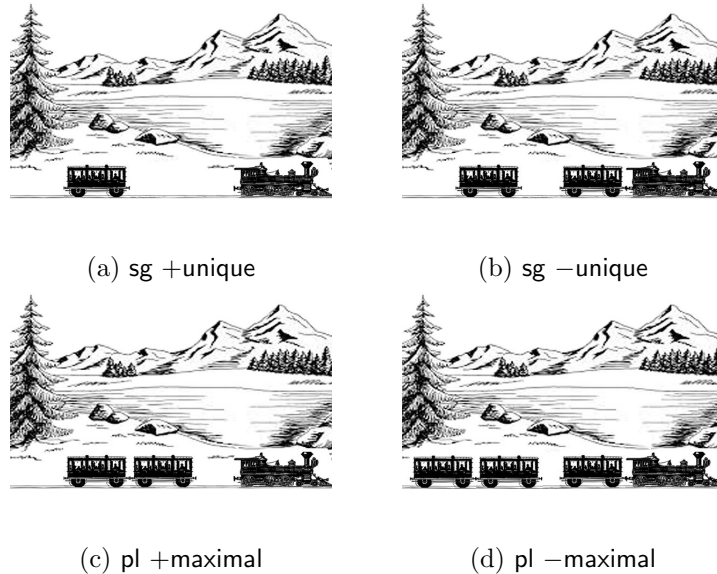 (a) sg +unique
(b) sg −unique
(c) pl +maximal
(d) pl −maximal